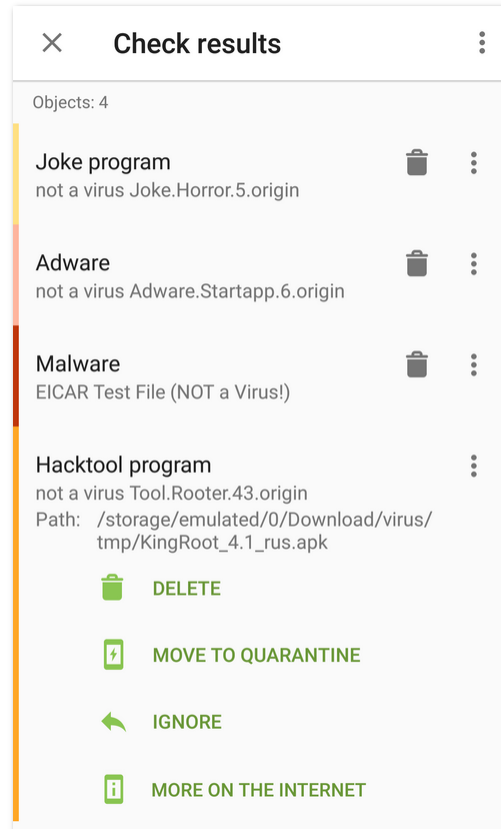 Check results
Objects: 4
Joke program
not a virus Joke.Horror.5.origin
Adware
not a virus Adware.Startapp.6.origin
Malware
EICAR Test File (NOT a Virus!)
Hacktool program
not a virus Tool.Rooter.43.origin
Path: /storage/emulated/0/Download/virus/
tmp/KingRoot_4.1_rus.apk
DELETE
MOVE TO QUARANTINE
IGNORE
MORE ON THE INTERNET